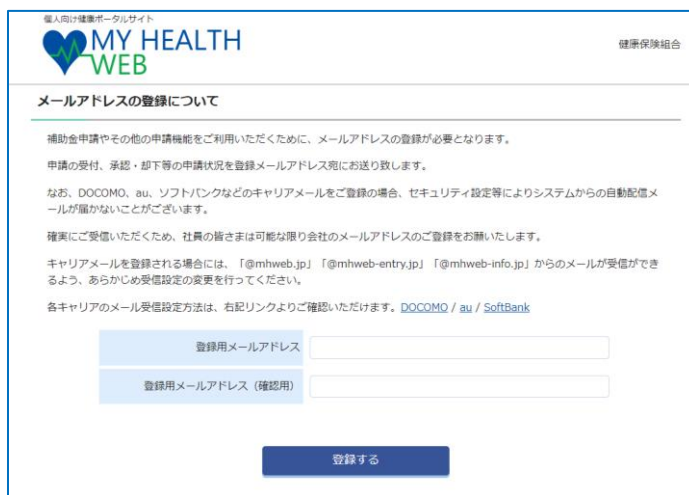 個人向け健康ポータルサイト
MY HEALTH
WEB
健康保険組合
メールアドレスの登録について
補助金申請やその他の申請機能をご利用いただくために、メールアドレスの登録が必要となります。
申請の受付、承認・却下等の申請状況を登録メールアドレス宛にお送り致します。
なお、DOCOMO、au、ソフトバンクなどのキャリアメールをご登録の場合、セキュリティ設定等によりシステムからの自動配信メ
ールが届かないことがございます。
確実にご受信いただくため、社員の皆さまは可能な限り会社のメールアドレスのご登録をお願いいたします。
キャリアメールを登録される場合には、「@mhweb.jp」「@mhweb-entry.jp」「@mhweb-info.jp」からのメールが受信ができ
るよう、あらかじめ受信設定の変更を行ってください。
各キャリアのメール受信設定方法は、右記リンクよりご確認いただけます。DOCOMO / au / SoftBank
登録用メールアドレス
登録用メールアドレス（確認用）
登録する